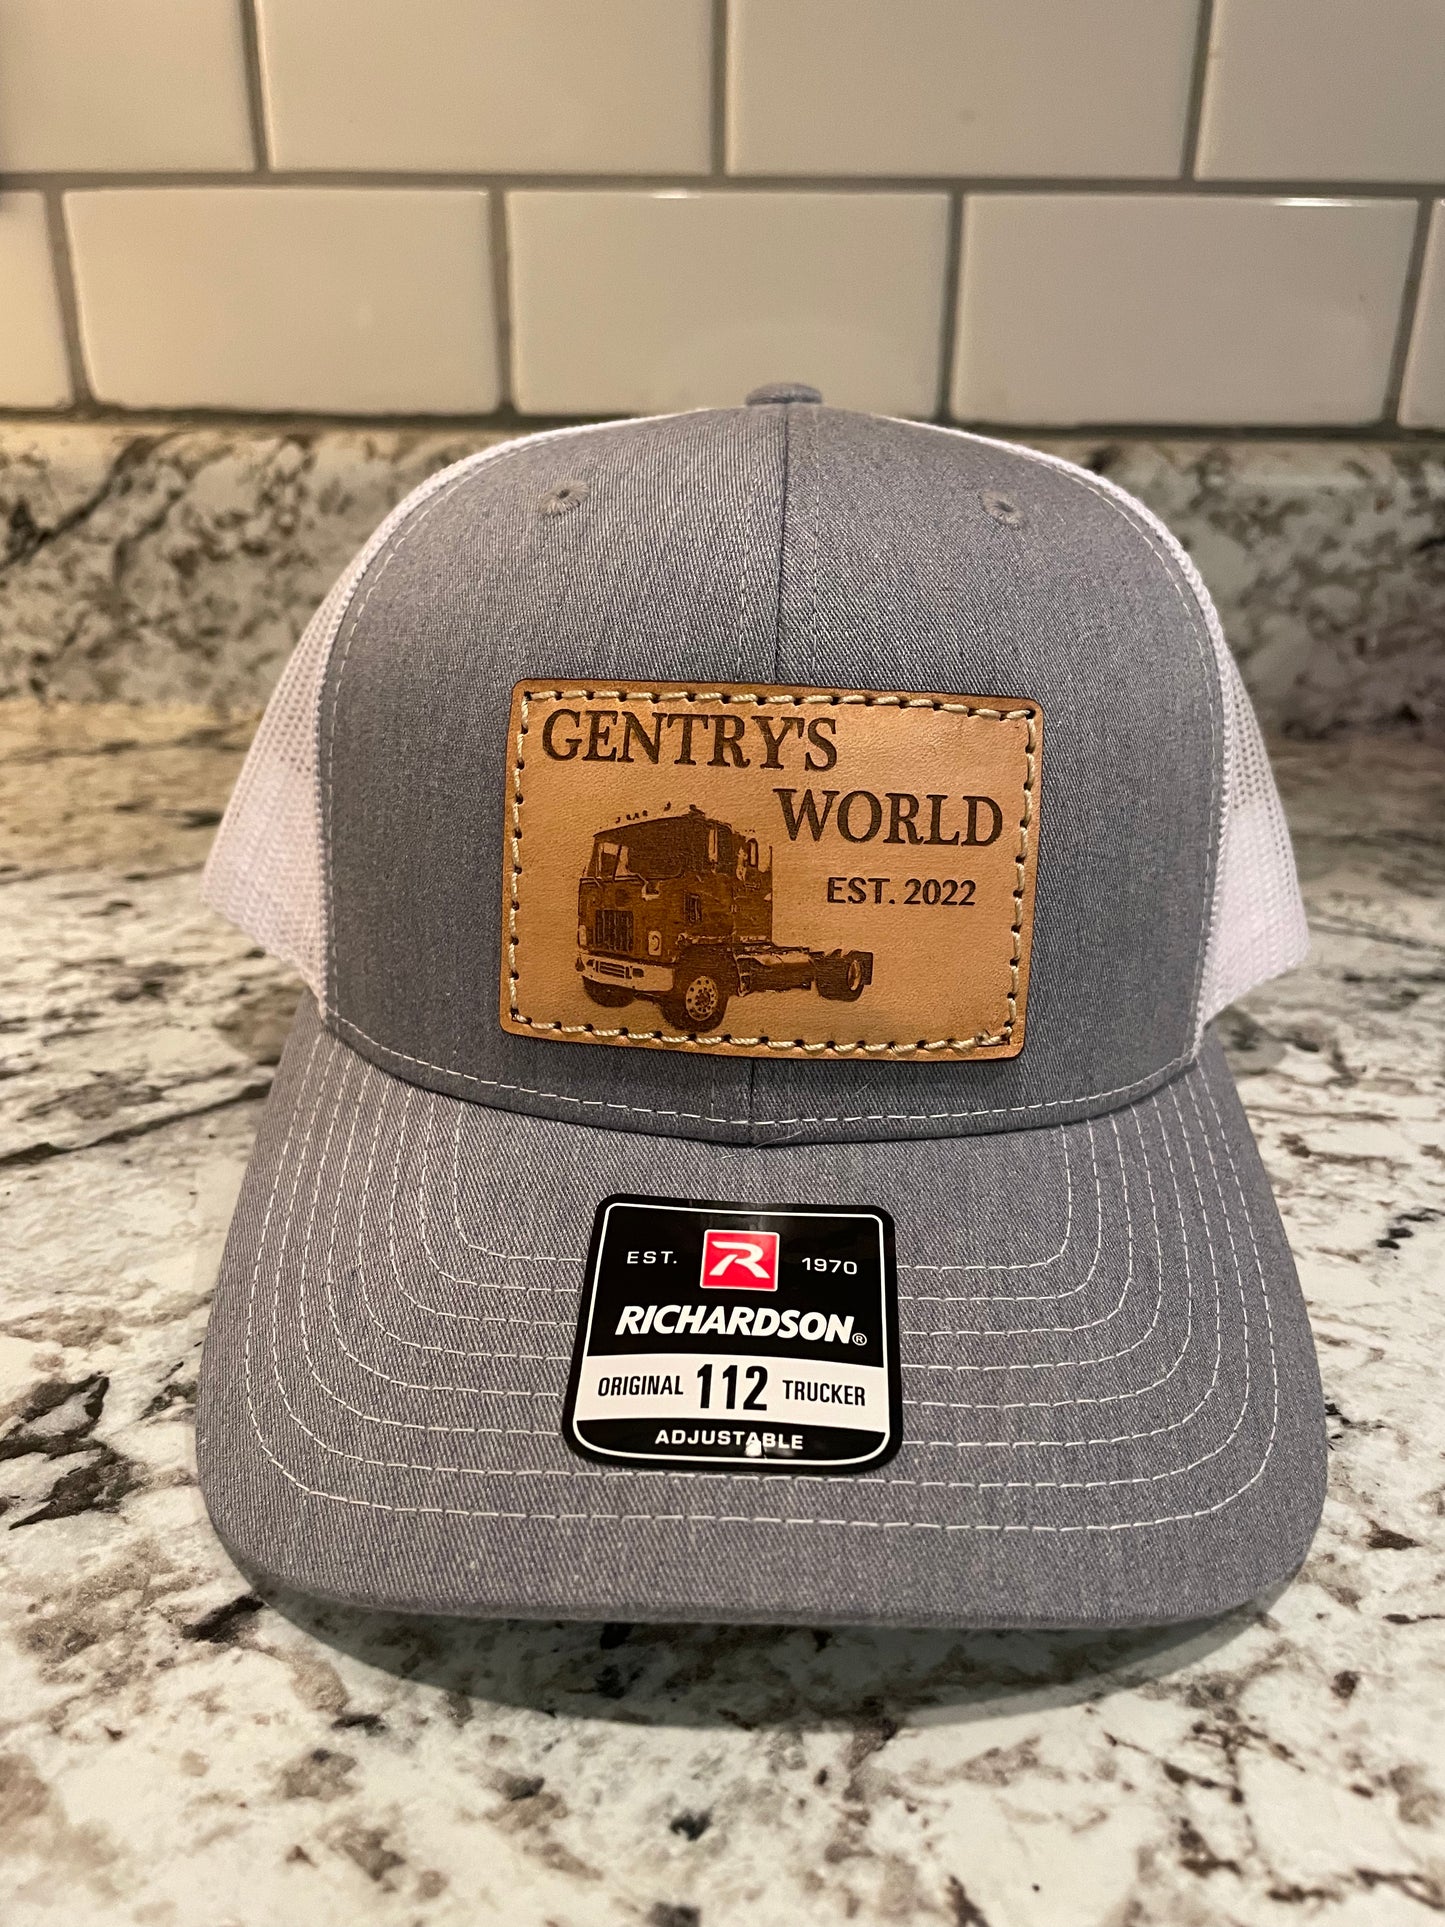 GENTRY'S
WORLD
EST. 2022
EST. R 1970
RICHARDSON®
ORIGINAL 112 TRUCKER
ADJUSTABLE